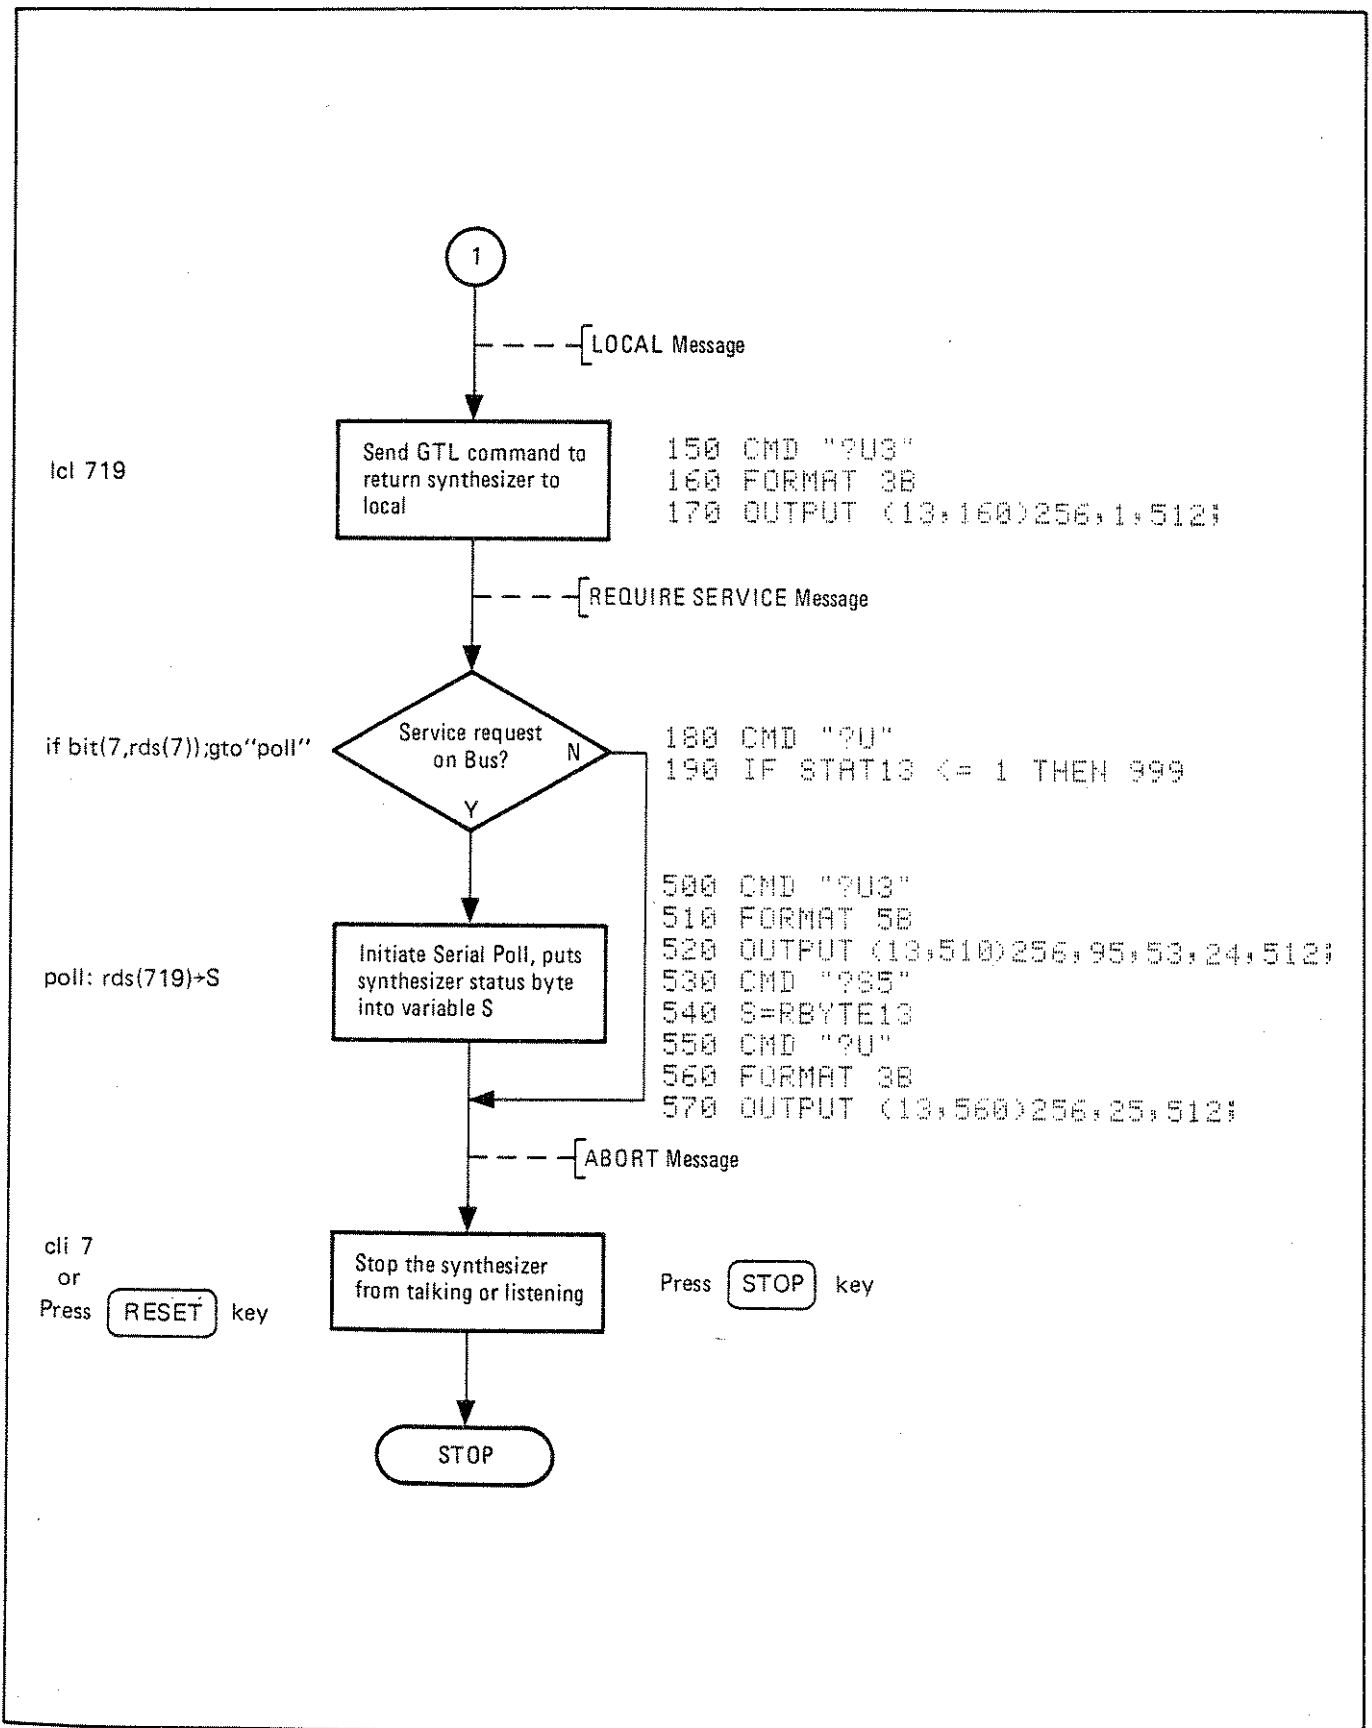 1
LOCAL Message
lcl 719
Send GTL command to
return synthesizer to
local
150 CMD "?U3"
160 FORMAT 3B
170 OUTPUT (13,160)256,1,512;
REQUIRE SERVICE Message
if bit(7,rds(7));gto"poll"
Service request
on Bus?
N
Y
180 CMD "?U"
190 IF STAT13 <= 1 THEN 999
poll: rds(719)→S
Initiate Serial Poll, puts
synthesizer status byte
into variable S
500 CMD "?U3"
510 FORMAT 5B
520 OUTPUT (13,510)256,95,53,24,512;
530 CMD "?S5"
540 S=RBYTE13
550 CMD "?U"
560 FORMAT 3B
570 OUTPUT (13,560)256,25,512;
ABORT Message
cli 7
or
Press RESET key
Stop the synthesizer
from talking or listening
Press STOP key
STOP